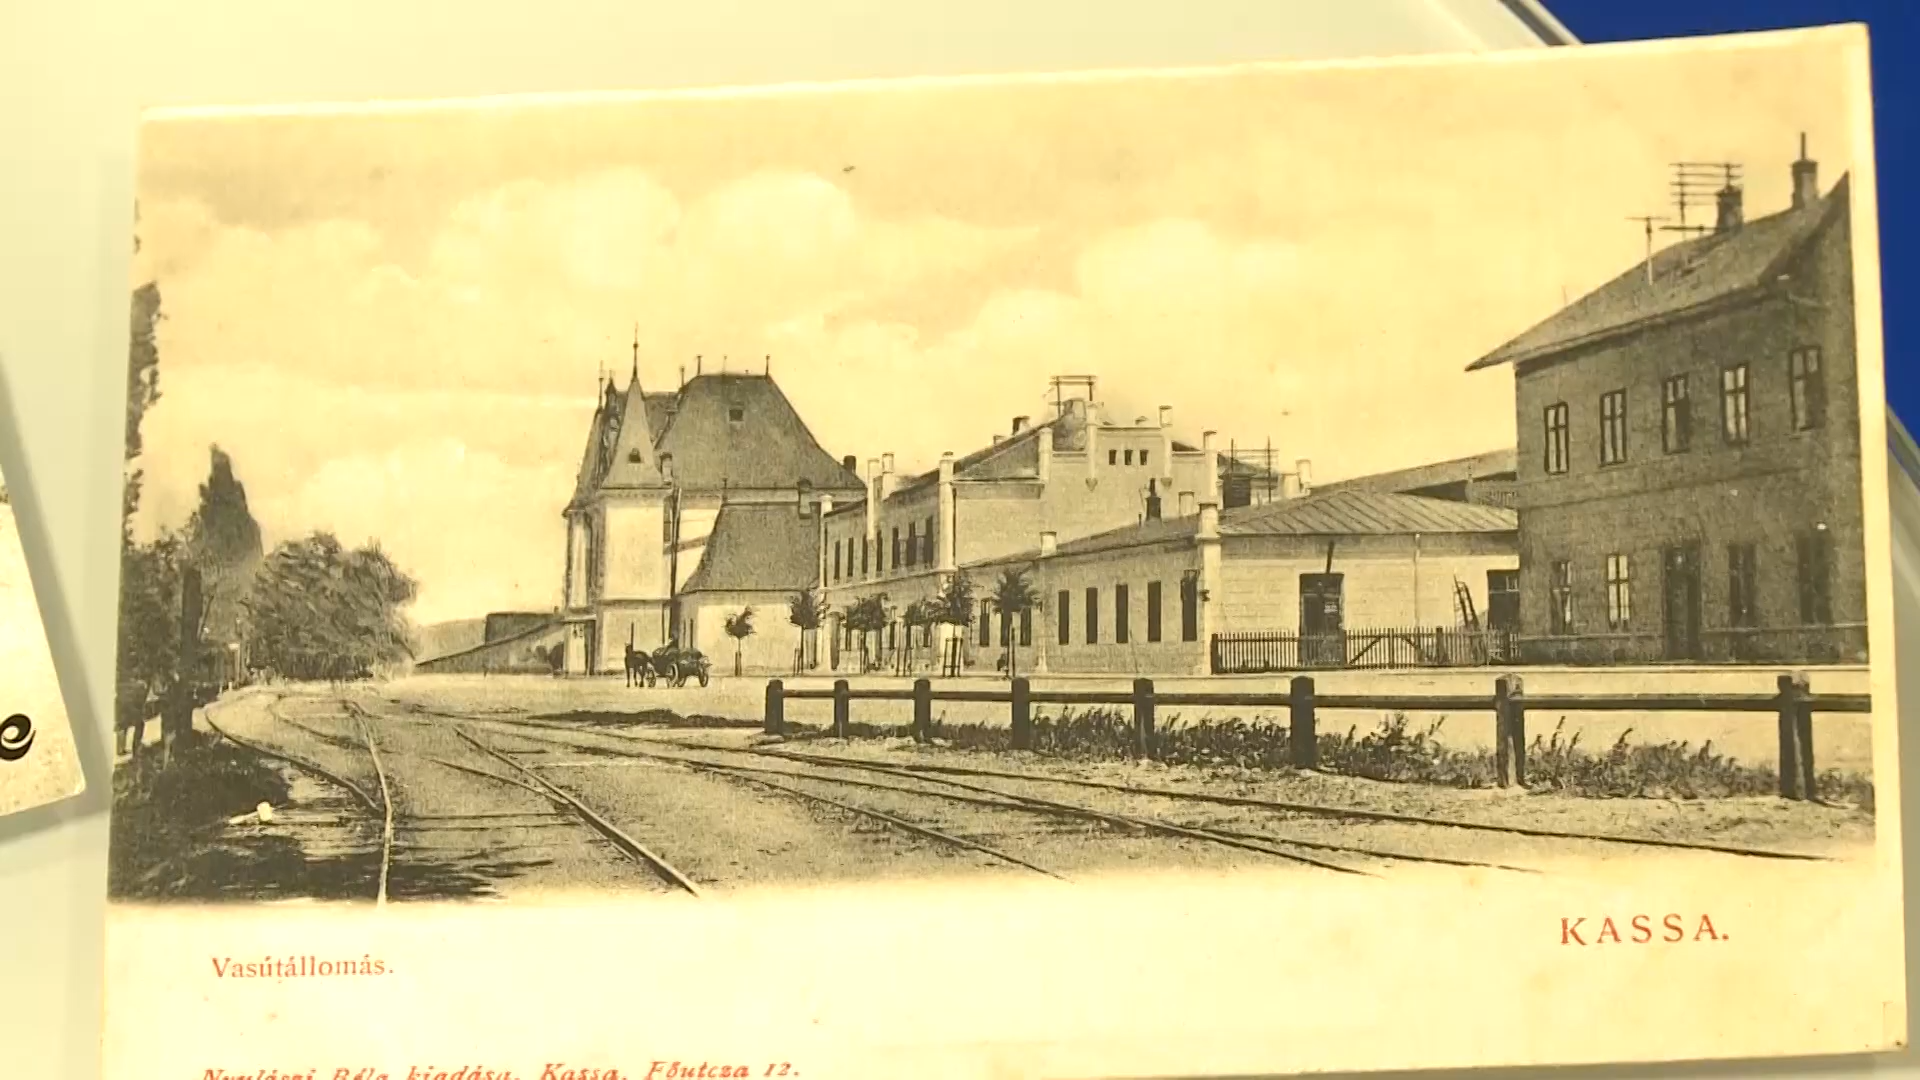 KASSA.
Vasútállomás.
Nyulászi Béla kiadása. Kassa. Főutcza 12.
e